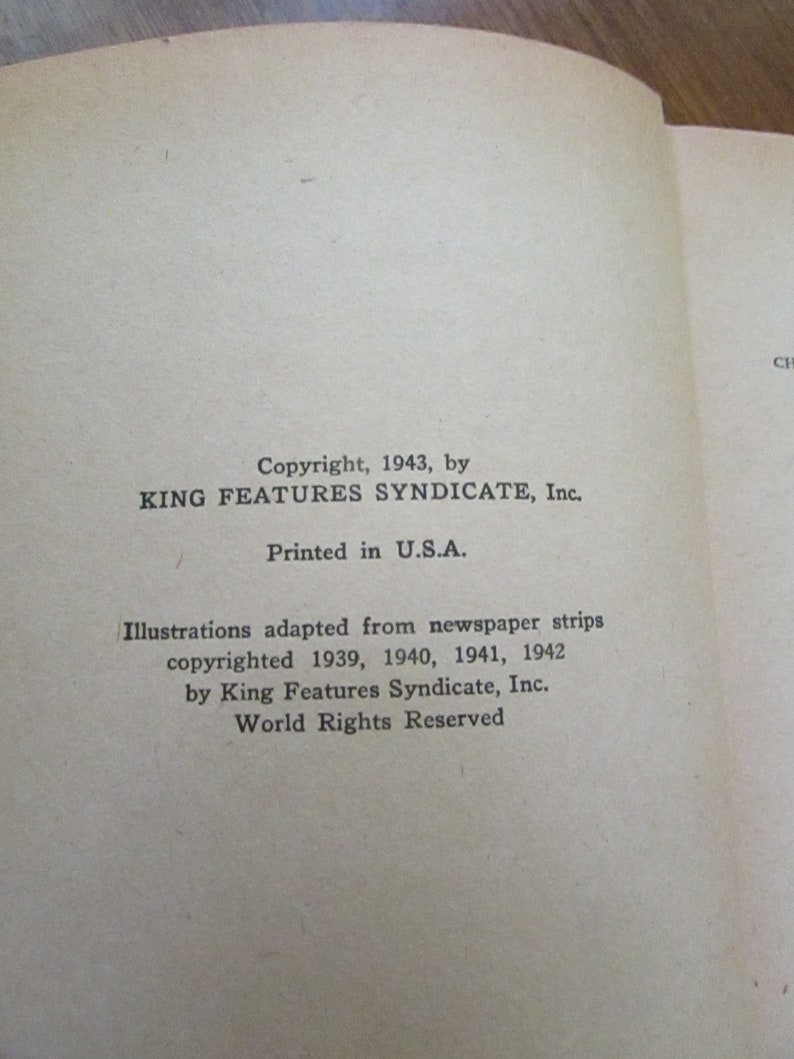 Copyright, 1943, by
KING FEATURES SYNDICATE, Inc.
Printed in U.S.A.
Illustrations adapted from newspaper strips
copyrighted 1939, 1940, 1941, 1942
by King Features Syndicate, Inc.
World Rights Reserved
CH